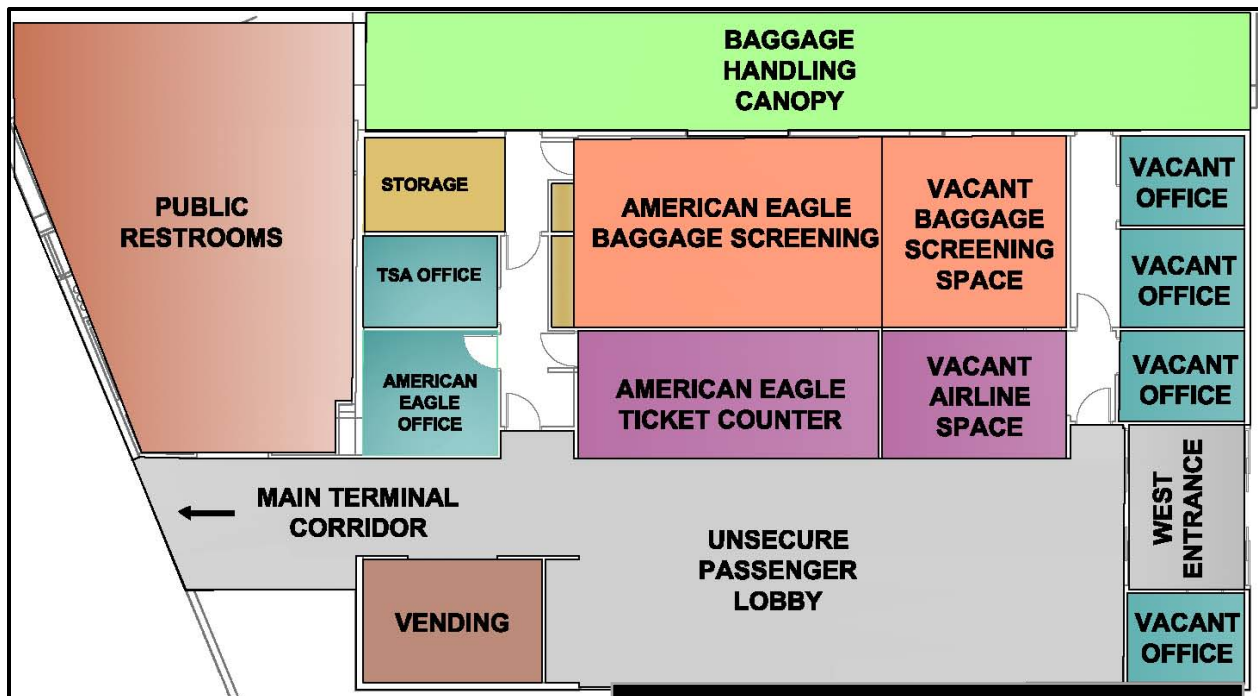 BAGGAGE
HANDLING
CANOPY
PUBLIC
RESTROOMS
STORAGE
AMERICAN EAGLE
BAGGAGE SCREENING
VACANT
BAGGAGE
SCREENING
SPACE
VACANT
OFFICE
TSA OFFICE
VACANT
OFFICE
AMERICAN
EAGLE
OFFICE
AMERICAN EAGLE
TICKET COUNTER
VACANT
AIRLINE
SPACE
VACANT
OFFICE
MAIN TERMINAL
CORRIDOR
UNSECURE
PASSENGER
LOBBY
WEST
ENTRANCE
VENDING
VACANT
OFFICE